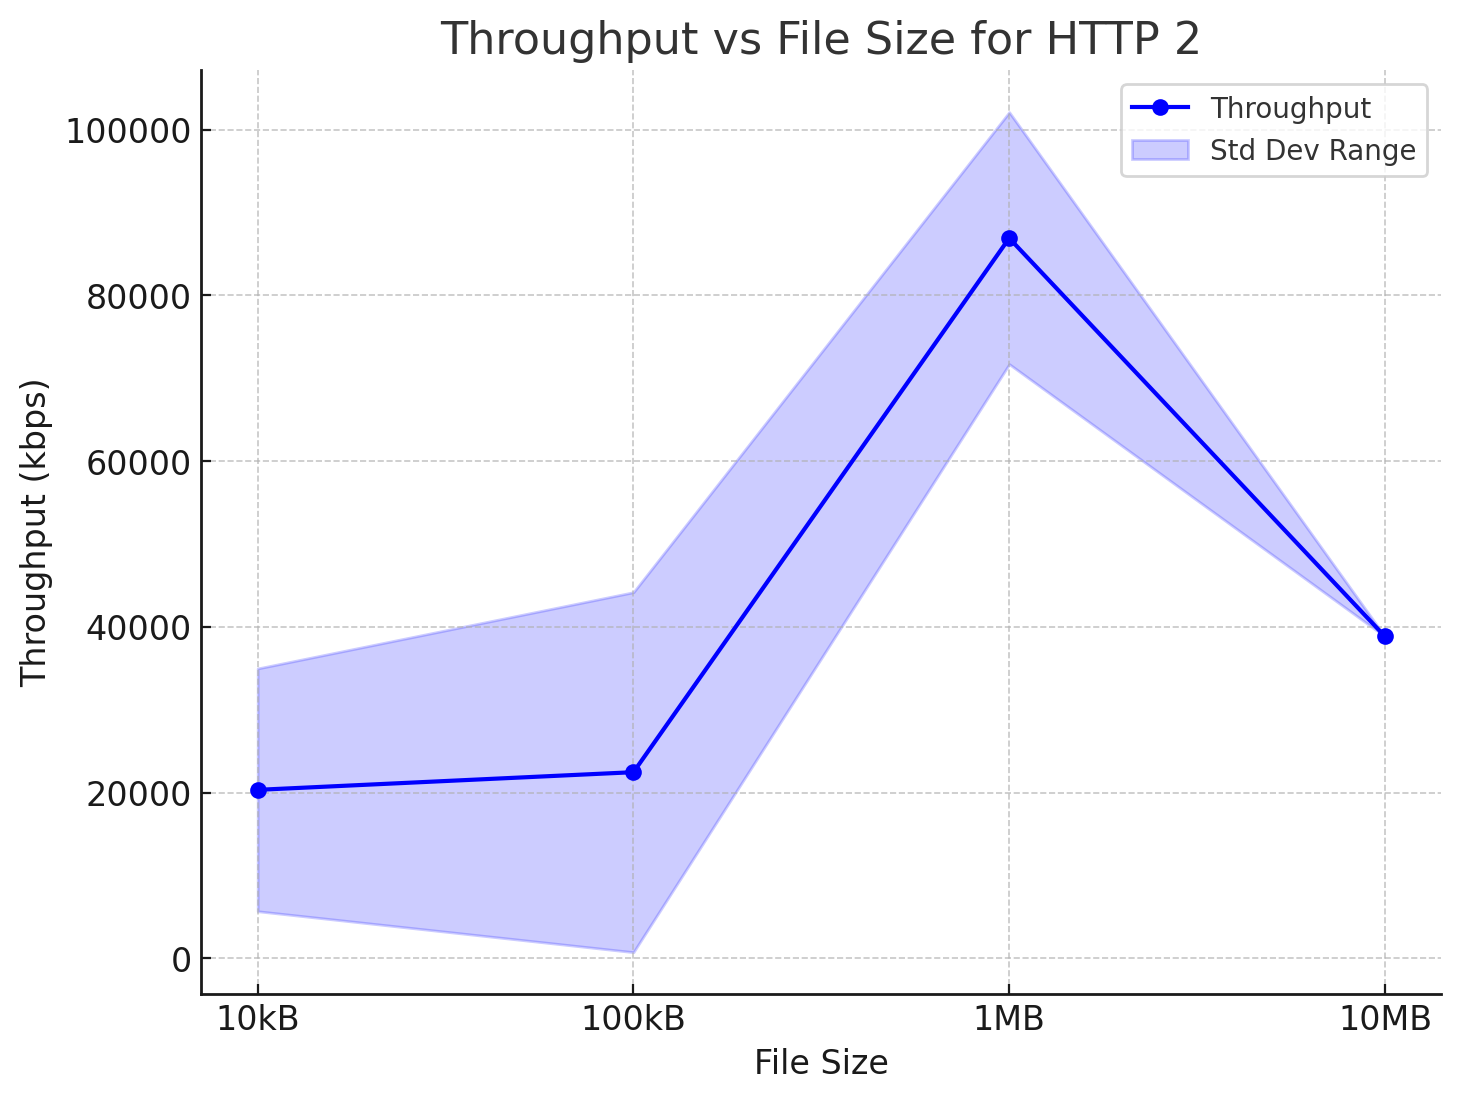 Throughput vs File Size for HTTP 2
Throughput
Std Dev Range
Throughput (kbps)
100000
80000
60000
40000
20000
0
10kB 100kB 1MB 10MB
File Size